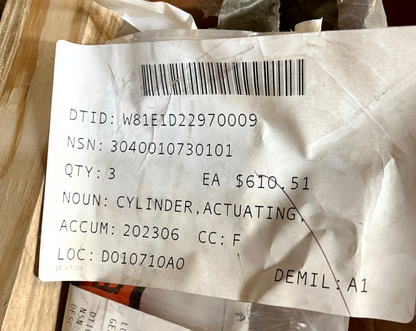 DTID: W81E1D22970009
NSN: 3040010730101
QTY: 3 EA $610.51
NOUN: CYLINDER,ACTUATING,
ACCUM: 202306 CC: F
LOC: D010710A0
DEMIL: A1
NSN: